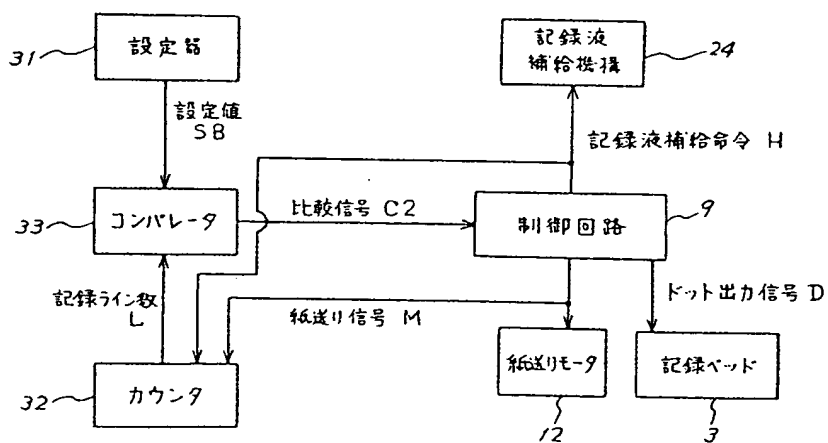 31
設定器
記録液
補給機構
24
設定値
SB
記録液補給命令 H
33
コンパレータ
比較信号 C2
制御回路
9
記録ライン数
L
紙送り信号 M
ドット出力信号 D
32
カウンタ
紙送りモータ
記録ヘッド
12
3